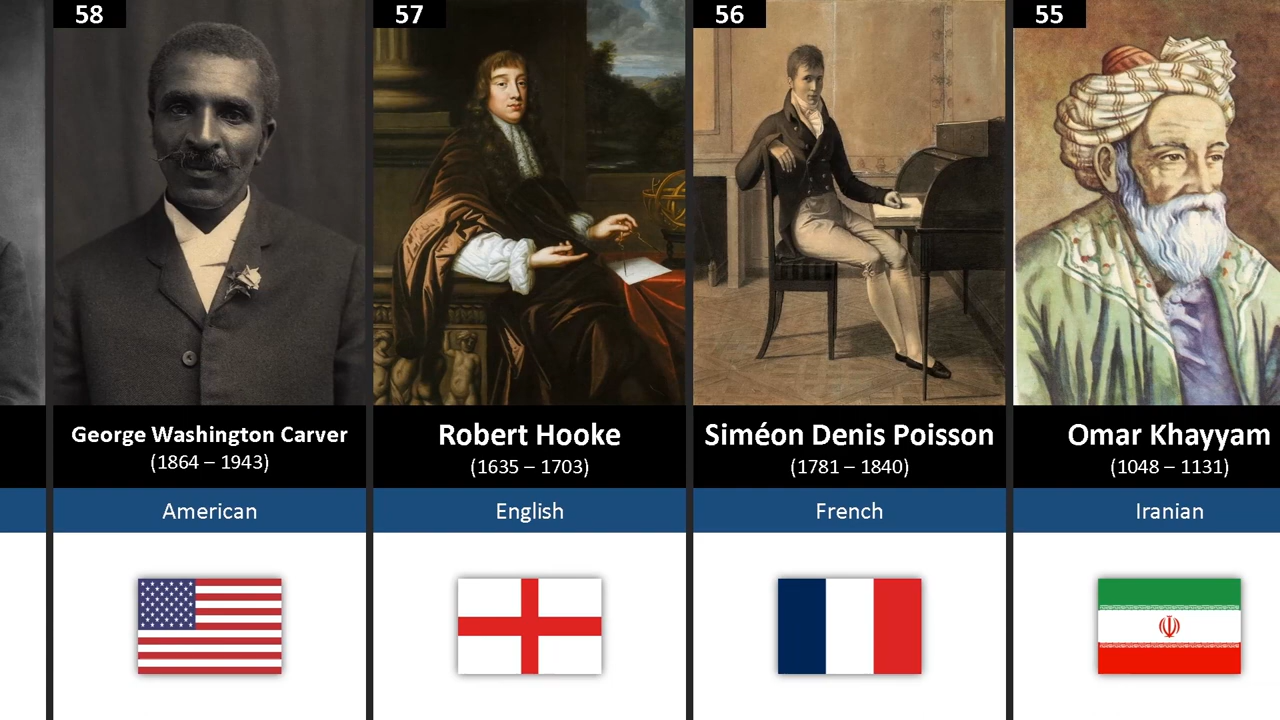 58
George Washington Carver
(1864 – 1943)
American
57
Robert Hooke
(1635 – 1703)
English
56
Siméon Denis Poisson
(1781 – 1840)
French
55
Omar Khayyam
(1048 – 1131)
Iranian